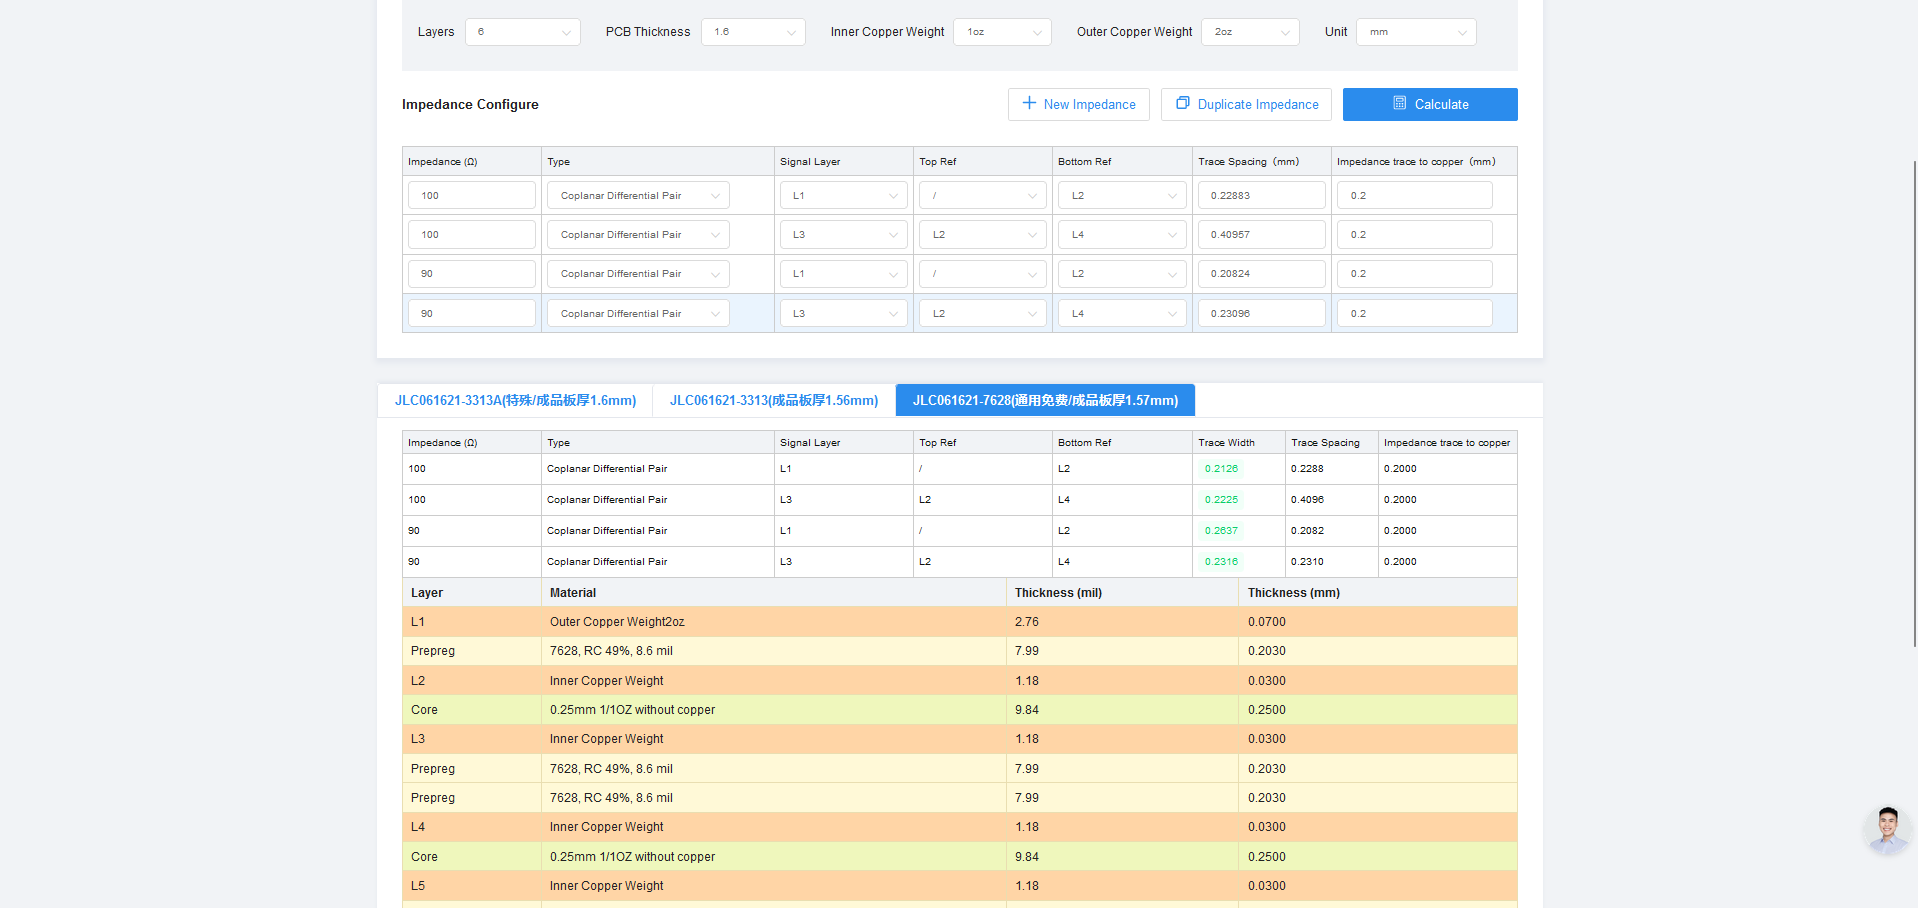 Layers 6 PCB Thickness 1.6 Inner Copper Weight 1oz Outer Copper Weight 2oz Unit mm
Impedance Configure New Impedance Duplicate Impedance Calculate
Impedance (Ω) Type Signal Layer Top Ref Bottom Ref Trace Spacing（mm） Impedance trace to copper（mm）
100 Coplanar Differential Pair L1 / L2 0.22883 0.2
100 Coplanar Differential Pair L3 L2 L4 0.40957 0.2
90 Coplanar Differential Pair L1 / L2 0.20824 0.2
90 Coplanar Differential Pair L3 L2 L4 0.23096 0.2
JLC061621-3313A(特殊/成品板厚1.6mm) JLC061621-3313(成品板厚1.56mm) JLC061621-7628(通用免费/成品板厚1.57mm)
Impedance (Ω) Type Signal Layer Top Ref Bottom Ref Trace Width Trace Spacing Impedance trace to copper
100 Coplanar Differential Pair L1 / L2 0.2126 0.2288 0.2000
100 Coplanar Differential Pair L3 L2 L4 0.2225 0.4096 0.2000
90 Coplanar Differential Pair L1 / L2 0.2637 0.2082 0.2000
90 Coplanar Differential Pair L3 L2 L4 0.2316 0.2310 0.2000
Layer Material Thickness (mil) Thickness (mm)
L1 Outer Copper Weight2oz 2.76 0.0700
Prepreg 7628, RC 49%, 8.6 mil 7.99 0.2030
L2 Inner Copper Weight 1.18 0.0300
Core 0.25mm 1/1OZ without copper 9.84 0.2500
L3 Inner Copper Weight 1.18 0.0300
Prepreg 7628, RC 49%, 8.6 mil 7.99 0.2030
Prepreg 7628, RC 49%, 8.6 mil 7.99 0.2030
L4 Inner Copper Weight 1.18 0.0300
Core 0.25mm 1/1OZ without copper 9.84 0.2500
L5 Inner Copper Weight 1.18 0.0300